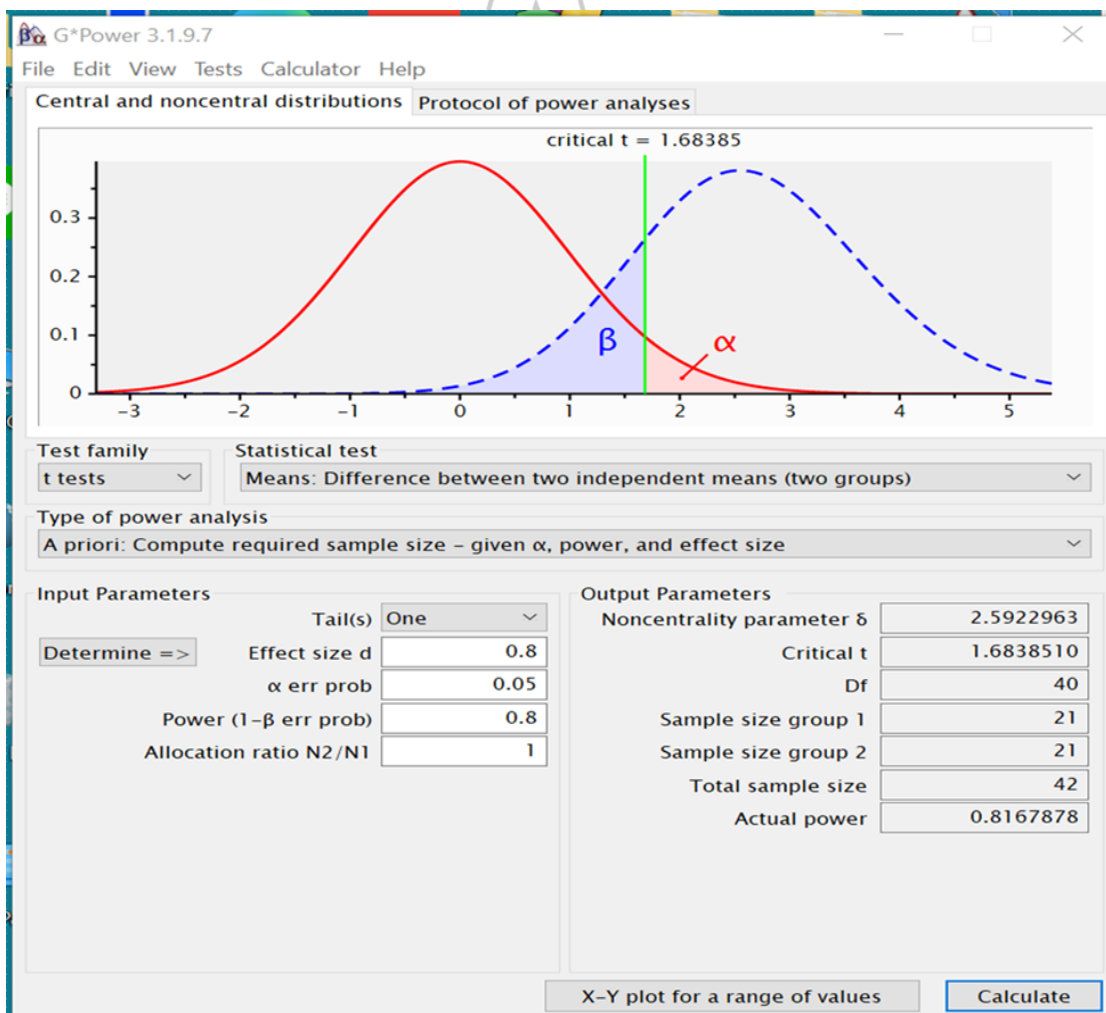 βα G*Power 3.1.9.7
File Edit View Tests Calculator Help
Central and noncentral distributions Protocol of power analyses
critical t = 1.68385
0.3
0.2
0.1
0
β
α
-3 -2 -1 0 1 2 3 4 5
Test family Statistical test
t tests Means: Difference between two independent means (two groups)
Type of power analysis
A priori: Compute required sample size – given α, power, and effect size
Input Parameters Output Parameters
Tail(s) One Noncentrality parameter δ 2.5922963
Determine => Effect size d 0.8 Critical t 1.6838510
α err prob 0.05 Df 40
Power (1-β err prob) 0.8 Sample size group 1 21
Allocation ratio N2/N1 1 Sample size group 2 21
Total sample size 42
Actual power 0.8167878
X-Y plot for a range of values Calculate